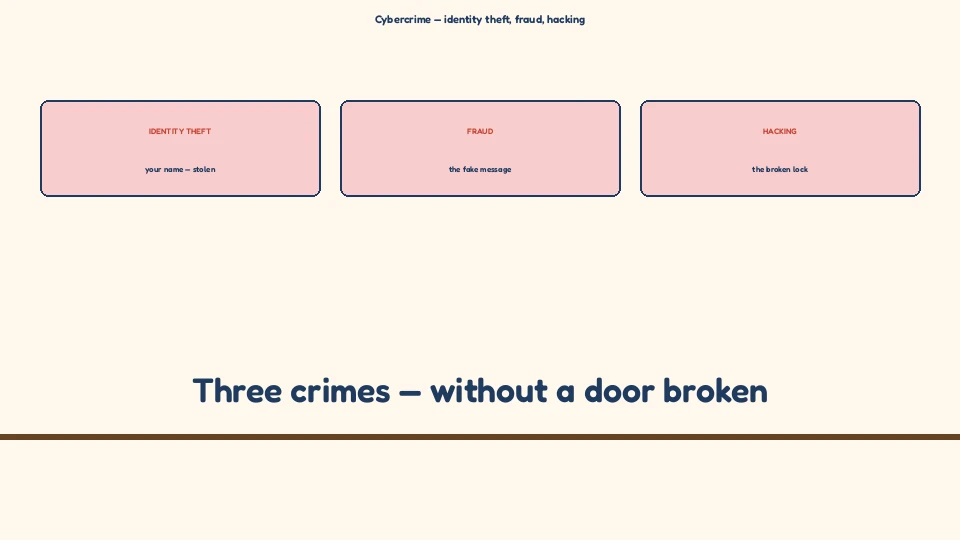 Cybercrime — identity theft, fraud, hacking
IDENTITY THEFT
your name — stolen
FRAUD
the fake message
HACKING
the broken lock
Three crimes — without a door broken